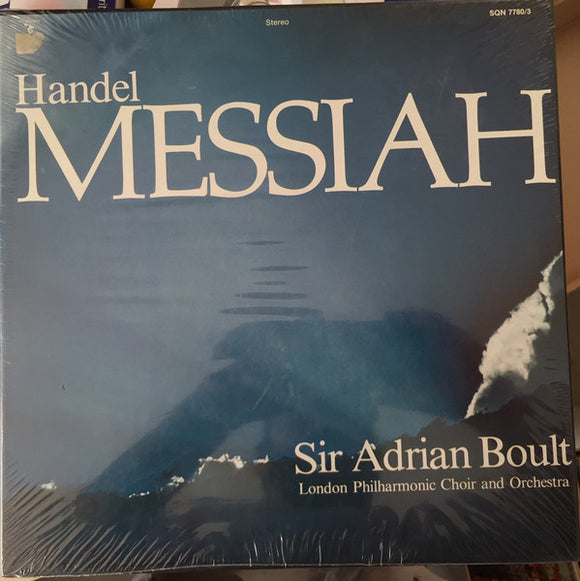 Stereo
SQN 7780/3
Handel
MESSIAH
Sir Adrian Boult
London Philharmonic Choir and Orchestra